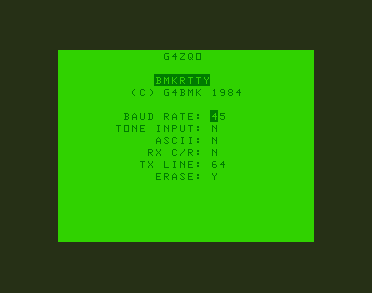 G4ZQO
BMKRTTY
(C) G4BMK 1984
BAUD RATE: 45
TONE INPUT: N
ASCII: N
RX C/R: N
TX LINE: 64
ERASE: Y